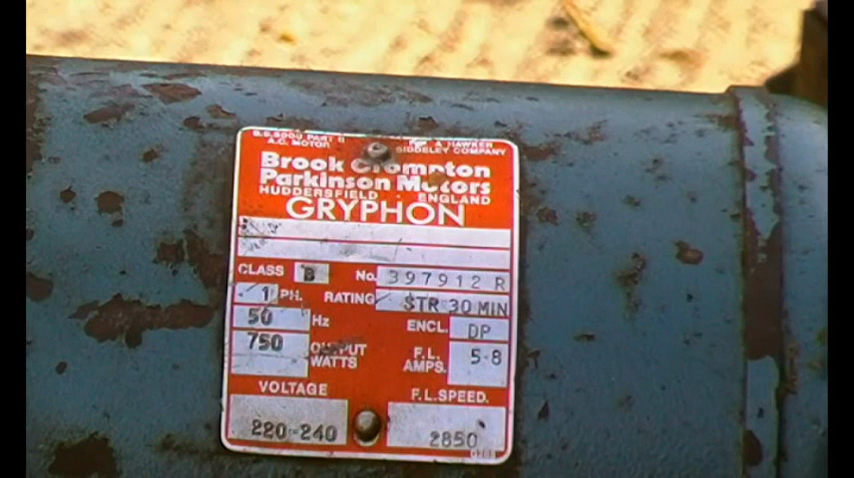 B.S.5000 PART 11 A HAWKER
A.C. MOTOR SIDDELEY COMPANY
Brook Crompton
Parkinson Motors
HUDDERSFIELD · ENGLAND
GRYPHON
CLASS B No. 397912 R
1 PH. RATING STR 30 MIN
50 Hz ENCL. DP
750 OUTPUT WATTS F.L. AMPS. 5·8
VOLTAGE F.L.SPEED.
220-240 2850